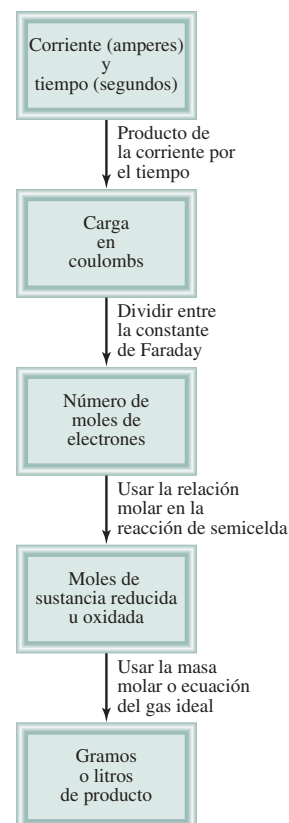 Corriente (amperes)
y
tiempo (segundos)
Producto de
la corriente por
el tiempo
Carga
en
coulombs
Dividir entre
la constante
de Faraday
Número de
moles de
electrones
Usar la relación
molar en la
reacción de semicelda
Moles de
sustancia reducida
u oxidada
Usar la masa
molar o ecuación
del gas ideal
Gramos
o litros
de producto